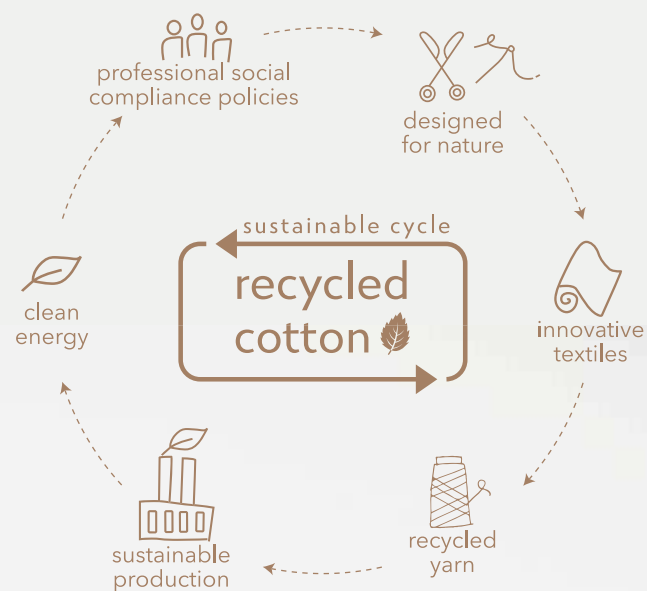 professional social
compliance policies
designed
for nature
sustainable cycle
recycled
cotton
clean
energy
innovative
textiles
recycled
yarn
sustainable
production